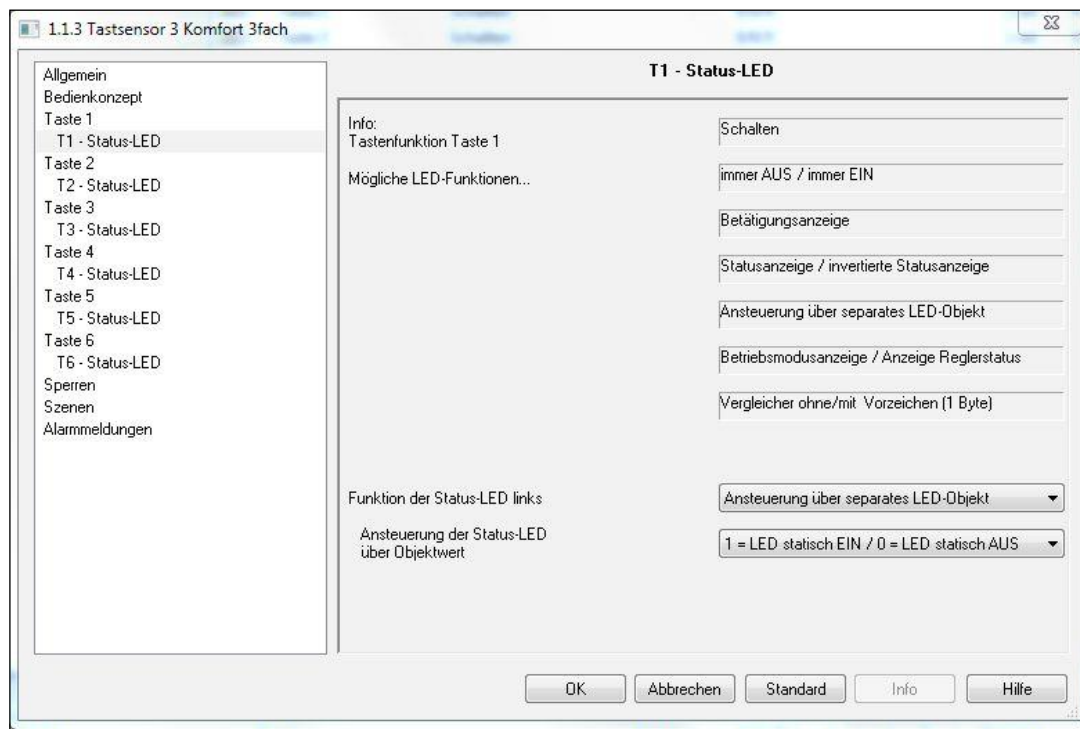 1.1.3 Tastsensor 3 Komfort 3fach
Allgemein
Bedienkonzept
Taste 1
T1 - Status-LED
Taste 2
T2 - Status-LED
Taste 3
T3 - Status-LED
Taste 4
T4 - Status-LED
Taste 5
T5 - Status-LED
Taste 6
T6 - Status-LED
Sperren
Szenen
Alarmmeldungen
T1 - Status-LED
Info:
Tastenfunktion Taste 1
Schalten
Mögliche LED-Funktionen...
immer AUS / immer EIN
Betätigungsanzeige
Statusanzeige / invertierte Statusanzeige
Ansteuerung über separates LED-Objekt
Betriebsmodusanzeige / Anzeige Reglerstatus
Vergleicher ohne/mit Vorzeichen (1 Byte)
Funktion der Status-LED links
Ansteuerung über separates LED-Objekt
Ansteuerung der Status-LED
über Objektwert
1 = LED statisch EIN / 0 = LED statisch AUS
OK
Abbrechen
Standard
Info
Hilfe